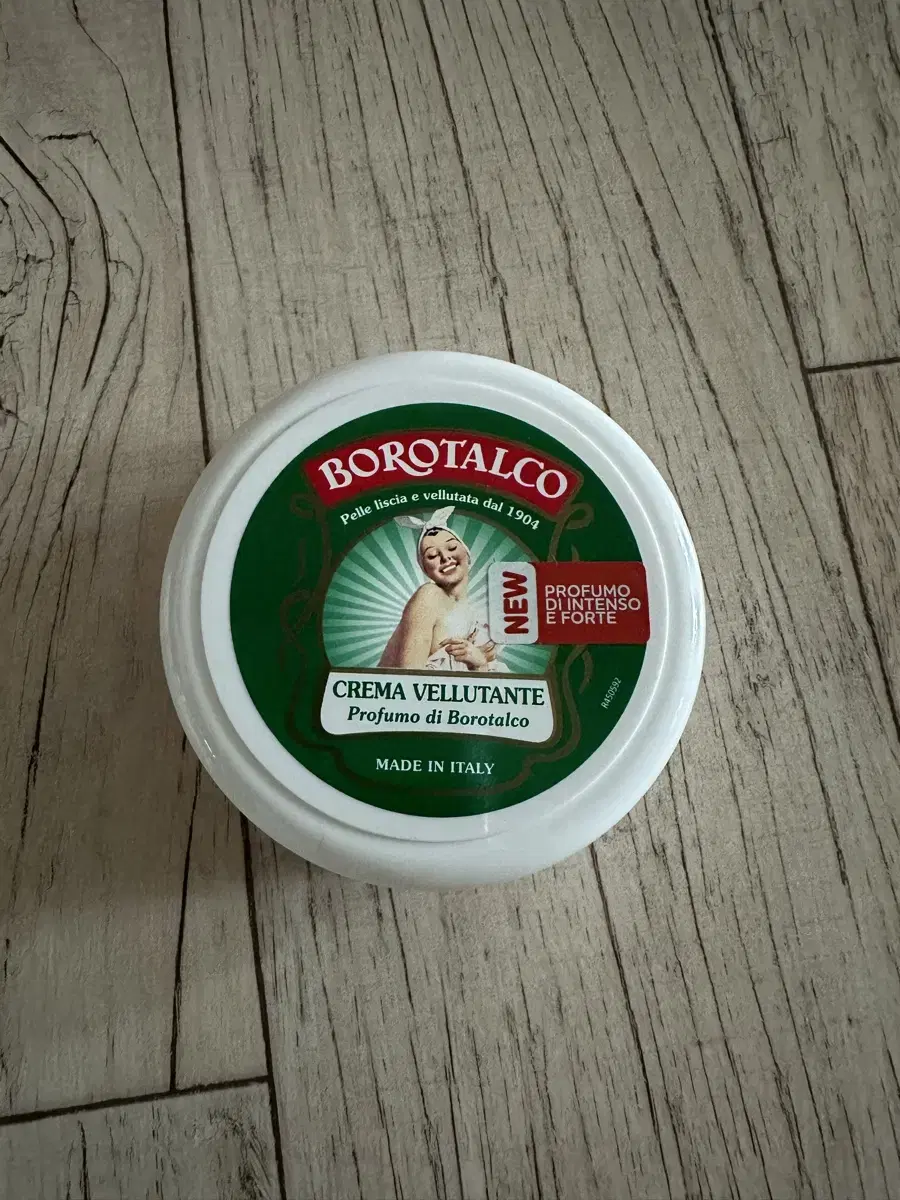 BOROTALCO
Pelle liscia e vellutata dal 1904
NEW
PROFUMO
DI INTENSO
E FORTE
CREMA VELLUTANTE
Profumo di Borotalco
R450592
MADE IN ITALY